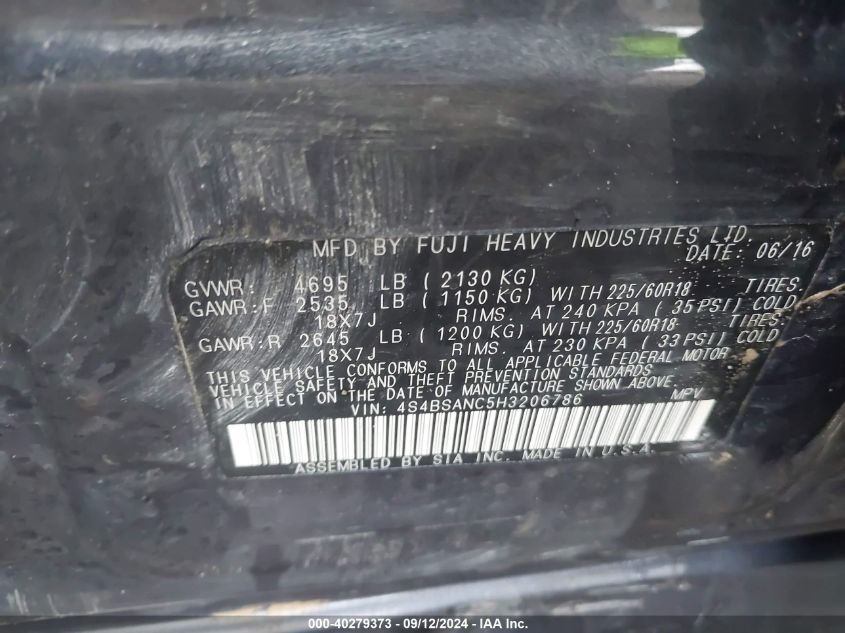 MFD BY FUJI HEAVY INDUSTRIES LTD.
DATE: 06/16
GVWR: 4695 LB ( 2130 KG)
GAWR:F 2535 LB ( 1150 KG) WITH 225/60R18 TIRES.
18X7J RIMS. AT 240 KPA ( 35 PSI) COLD
GAWR:R 2645 LB ( 1200 KG) WITH 225/60R18 TIRES.
18X7J RIMS. AT 230 KPA ( 33 PSI) COLD
THIS VEHICLE CONFORMS TO ALL APPLICABLE FEDERAL MOTOR
VEHICLE SAFETY AND THEFT PREVENTION STANDARDS
IN EFFECT ON THE DATE OF MANUFACTURE SHOWN ABOVE.
VIN: 4S4BSANC5H3206786 MPV
ASSEMBLED BY SIA INC. MADE IN U.S.A.
000-40279373 - 09/12/2024 - IAA Inc.